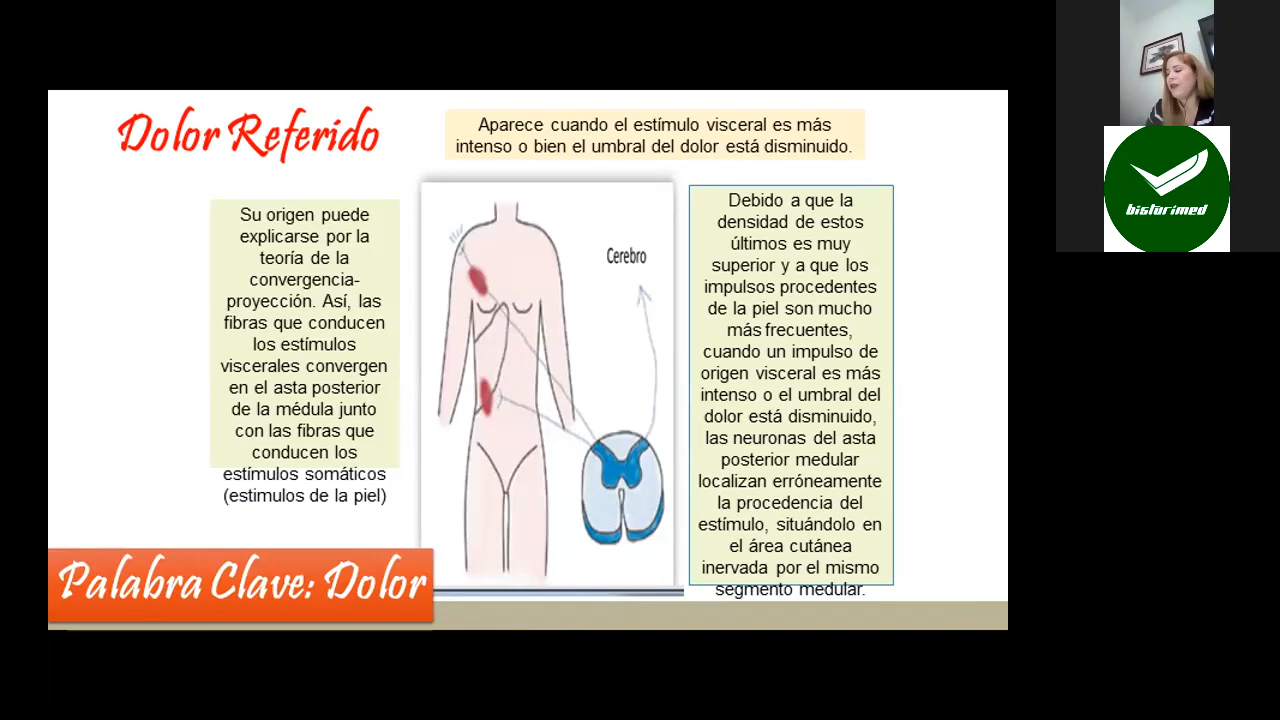 Dolor Referido
Aparece cuando el estímulo visceral es más
intenso o bien el umbral del dolor está disminuido.
Su origen puede
explicarse por la
teoría de la
convergencia-
proyección. Así, las
fibras que conducen
los estímulos
viscerales convergen
en el asta posterior
de la médula junto
con las fibras que
conducen los
estímulos somáticos
(estimulos de la piel)
Cerebro
Debido a que la
densidad de estos
últimos es muy
superior y a que los
impulsos procedentes
de la piel son mucho
más frecuentes,
cuando un impulso de
origen visceral es más
intenso o el umbral del
dolor está disminuido,
las neuronas del asta
posterior medular
localizan erróneamente
la procedencia del
estímulo, situándolo en
el área cutánea
inervada por el mismo
segmento medular.
Palabra Clave: Dolor
bisturimed